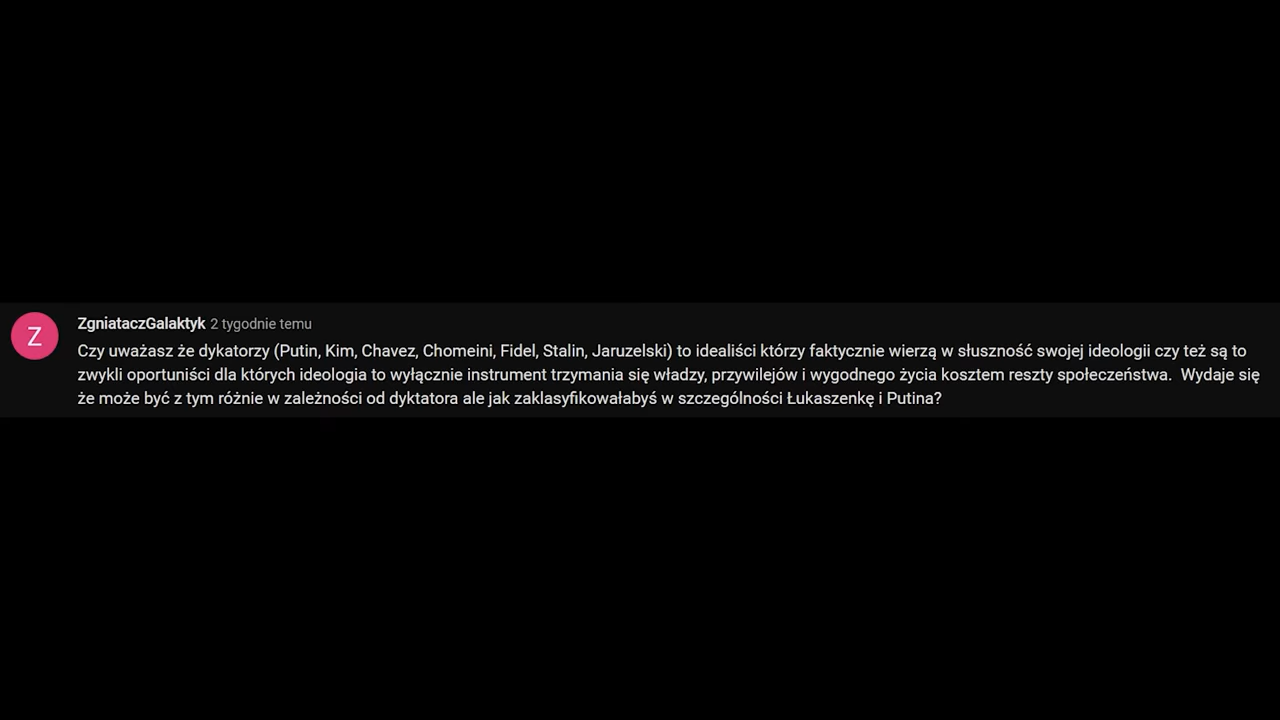 Z
ZgniataczGalaktyk 2 tygodnie temu
Czy uważasz że dykatorzy (Putin, Kim, Chavez, Chomeini, Fidel, Stalin, Jaruzelski) to idealiści którzy faktycznie wierzą w słuszność swojej ideologii czy też są to
zwykli oportuniści dla których ideologia to wyłącznie instrument trzymania się władzy, przywilejów i wygodnego życia kosztem reszty społeczeństwa. Wydaje się
że może być z tym różnie w zależności od dyktatora ale jak zaklasyfikowałabyś w szczególności Łukaszenkę i Putina?